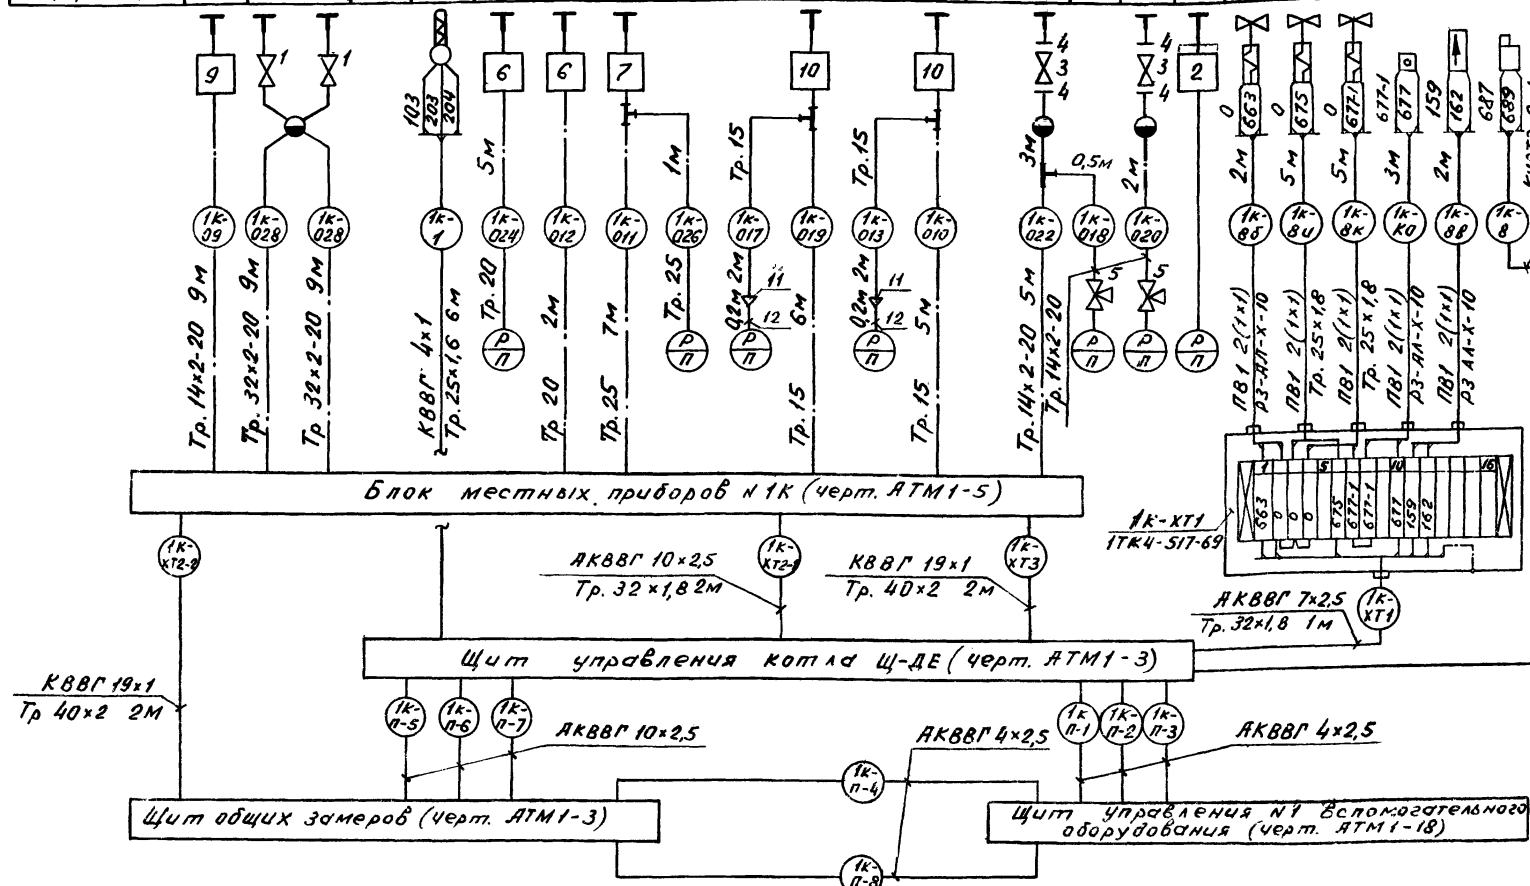 9
1
1
103
203
204
6
6
7
10
10
4
3
4
4
3
4
2
0
663
0
675
0
677-1
677-1
677
159
162
687
689
5м
1м
Тр.15
Тр.15
3м
0,5м
2м
2м
5м
5м
3м
2м
1К-09
1К-028
1К-028
1К-1
1К-024
1К-012
1К-011
1К-026
1К-017
1К-019
1К-013
1К-010
1К-022
1К-018
1К-020
1К-8б
1К-8и
1К-8к
1К-КО
1К-8в
1К-8
Тр. 14×2-20 9м
Тр. 32×2-20 9м
Тр 32×2-20 9м
КВВГ 4×1
Тр.25×1,6 6м
Тр.20
Тр 20 2м
Тр.25 7м
Тр.25
0,2м 2м
11
12
Тр.15 6м
0,2м 2м
11
12
Тр.15 5м
Тр.14×2-20 5м
Тр.14×2-20
5
5
Р
П
Р
П
Р
П
Р
П
Р
П
Р
П
Р
П
ПВ1 2(1×1)
РЗ-АЛ-Х-10
ПВ1 2(1×1)
Тр.25×1,8
ПВ1 2(1×1)
Тр.25×1,8
ПВ1 2(1×1)
РЗ-АЛ-Х-10
ПВ1 2(1×1)
РЗ АЛ-Х-10
Блок местных приборов №1К (черт. АТМ1-5)
1 5 10 16
563 0 0 0 675 677-1 677-1 677 159 162
1К-ХТ1
1ТК4-517-69
1К-ХТ2-2
АКВВГ 10×2,5
Тр. 32×1,8 2м
1К-ХТ2-1
КВВГ 19×1
Тр. 40×2 2м
1К-ХТ3
АКВВГ 7×2,5
Тр. 32×1,8 1м
1К-ХТ1
Щит управления котла Щ-ДЕ (черт. АТМ1-3)
КВВГ 19×1
Тр 40×2 2м
1К-П-5
1К-П-6
1К-П-7
АКВВГ 10×2,5
АКВВГ 4×2,5
1К П-1
1К-П-2
1К-П-3
АКВВГ 4×2,5
1К-П-4
Щит общих замеров (черт. АТМ1-3)
Щит управления №1 Вспомогательного
оборудования (черт. АТМ1-18)
1К-П-8